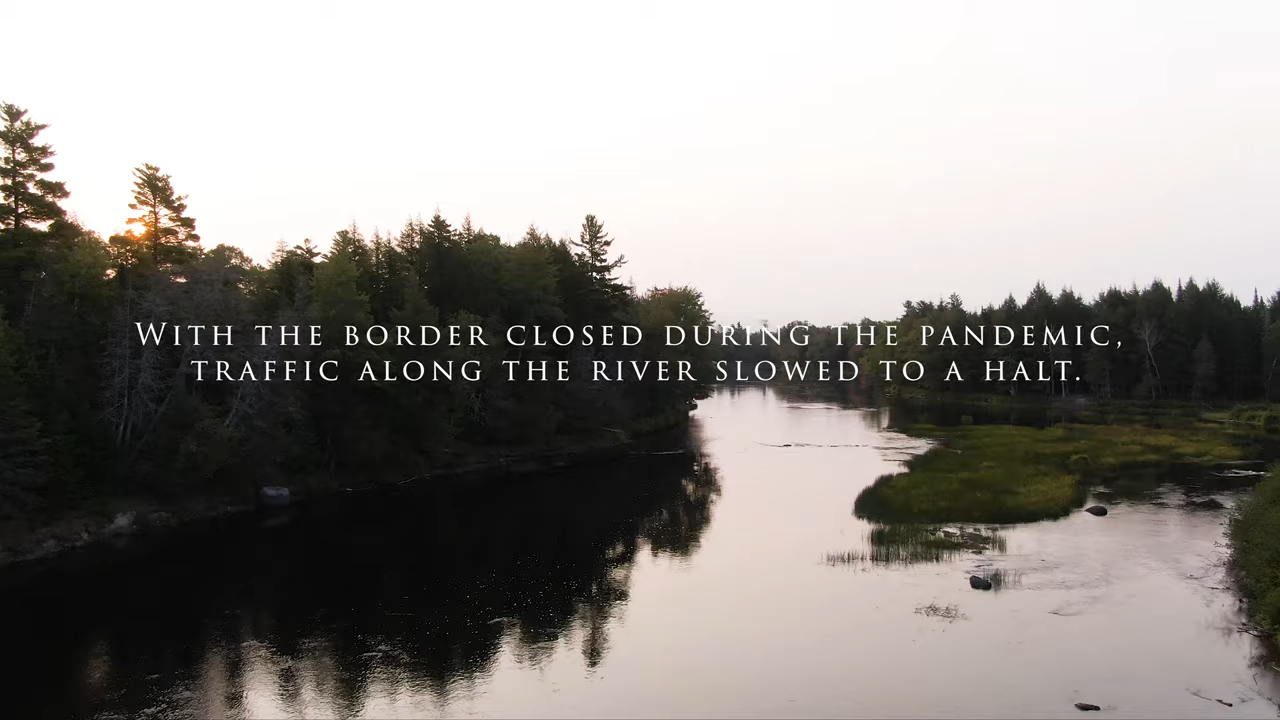 With the border closed during the pandemic,
traffic along the river slowed to a halt.